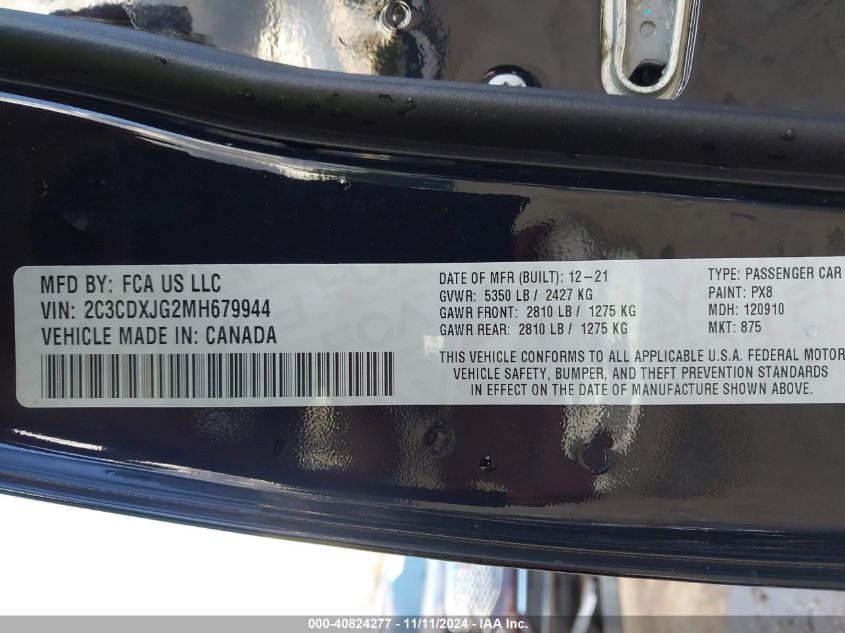 MFD BY: FCA US LLC
VIN: 2C3CDXJG2MH679944
VEHICLE MADE IN: CANADA
DATE OF MFR (BUILT): 12-21
GVWR: 5350 LB / 2427 KG
GAWR FRONT: 2810 LB / 1275 KG
GAWR REAR: 2810 LB / 1275 KG
TYPE: PASSENGER CAR
PAINT: PX8
MDH: 120910
MKT: 875
THIS VEHICLE CONFORMS TO ALL APPLICABLE U.S.A. FEDERAL MOTOR
VEHICLE SAFETY, BUMPER, AND THEFT PREVENTION STANDARDS
IN EFFECT ON THE DATE OF MANUFACTURE SHOWN ABOVE.
000-40824277 - 11/11/2024 - IAA Inc.